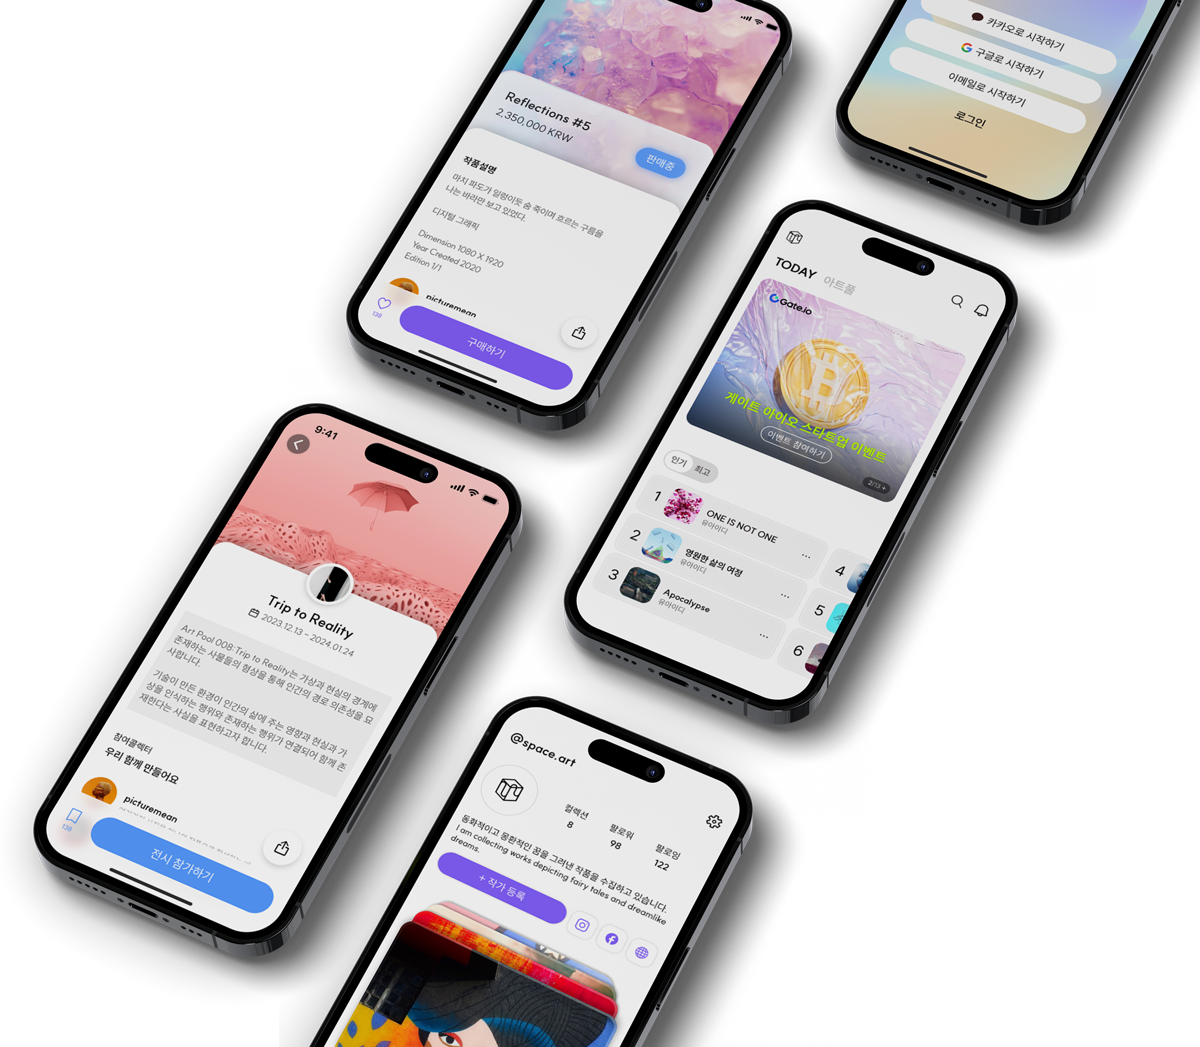 Reflections #5
2,350,000 KRW
판매중
작품설명
마치 파도가 일렁이듯 숨 죽이며 흐르는 구름을
나는 바라만 보고 있었다.
디지털 그래픽
Dimension 1080 X 1920
Year Created 2020
Edition 1/1
picturemean
138
구매하기
카카오로 시작하기
구글로 시작하기
이메일로 시작하기
로그인
TODAY 아트풀
Gate.io
게이트 아이오 스타트업 이벤트
이벤트 참여하기
2/13 +
인기 최고
1 ONE IS NOT ONE
유아이디
2 영원한 삶의 여정
유아이디
3 Apocalypse
유아이디
4
5
6
9:41
Trip to Reality
2023.12.13 - 2024.01.24
Art Pool 008:Trip to Reality는 가상과 현실의 경계에
존재하는 사물들의 형상을 통해 인간의 경로 의존성을 묘
사합니다.
기술이 만든 환경이 인간의 삶에 주는 영향과 현실과 가
상을 인식하는 행위와 존재하는 행위가 연결되어 함께 존
재한다는 사실을 표현하고자 합니다.
참여콜렉터
우리 함께 만들어요
picturemean
138
전시 참가하기
@space.art
컬렉션
8
팔로워
98
팔로잉
122
동화적이고 몽환적인 꿈을 그려낸 작품을 수집하고 있습니다.
I am collecting works depicting fairy tales and dreamlike
dreams.
+ 작가 등록